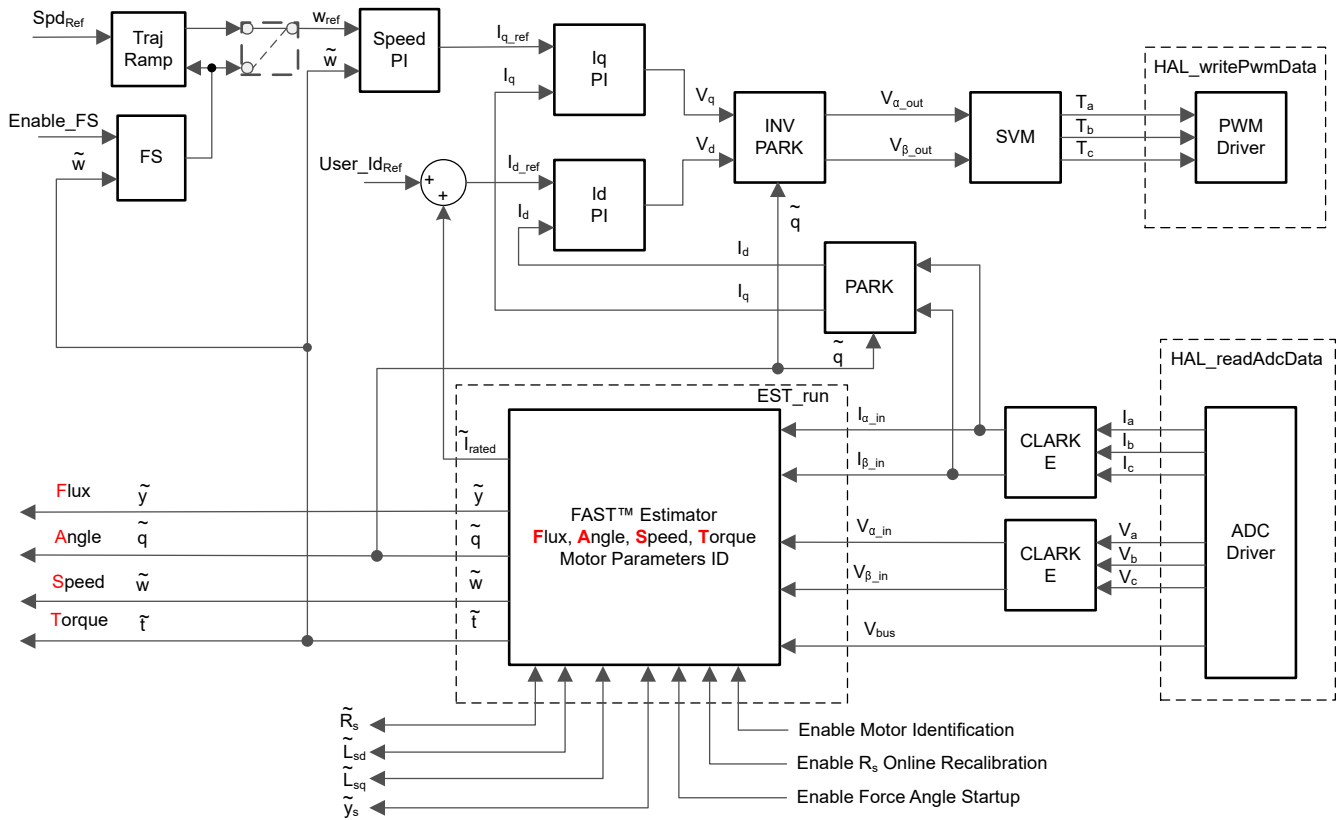 Spd_Ref
Traj
Ramp
w_ref
w̃
Speed
PI
I_q_ref
I_q
Iq
PI
Enable_FS
w̃
FS
User_Id_Ref
+
+
I_d_ref
I_d
Id
PI
V_q
V_d
INV
PARK
q̃
V_α_out
V_β_out
SVM
T_a
T_b
T_c
HAL_writePwmData
PWM
Driver
I_d
I_q
PARK
q̃
HAL_readAdcData
EST_run
Ĩ_rated
I_α_in
I_β_in
CLARK
E
I_a
I_b
I_c
Flux ỹ
ỹ
Angle q̃
q̃
Speed w̃
w̃
Torque t̃
t̃
FAST™ Estimator
Flux, Angle, Speed, Torque
Motor Parameters ID
V_α_in
V_β_in
CLARK
E
V_a
V_b
V_c
ADC
Driver
V_bus
R̃_s
L̃_sd
L̃_sq
ỹ_s
Enable Motor Identification
Enable R_s Online Recalibration
Enable Force Angle Startup